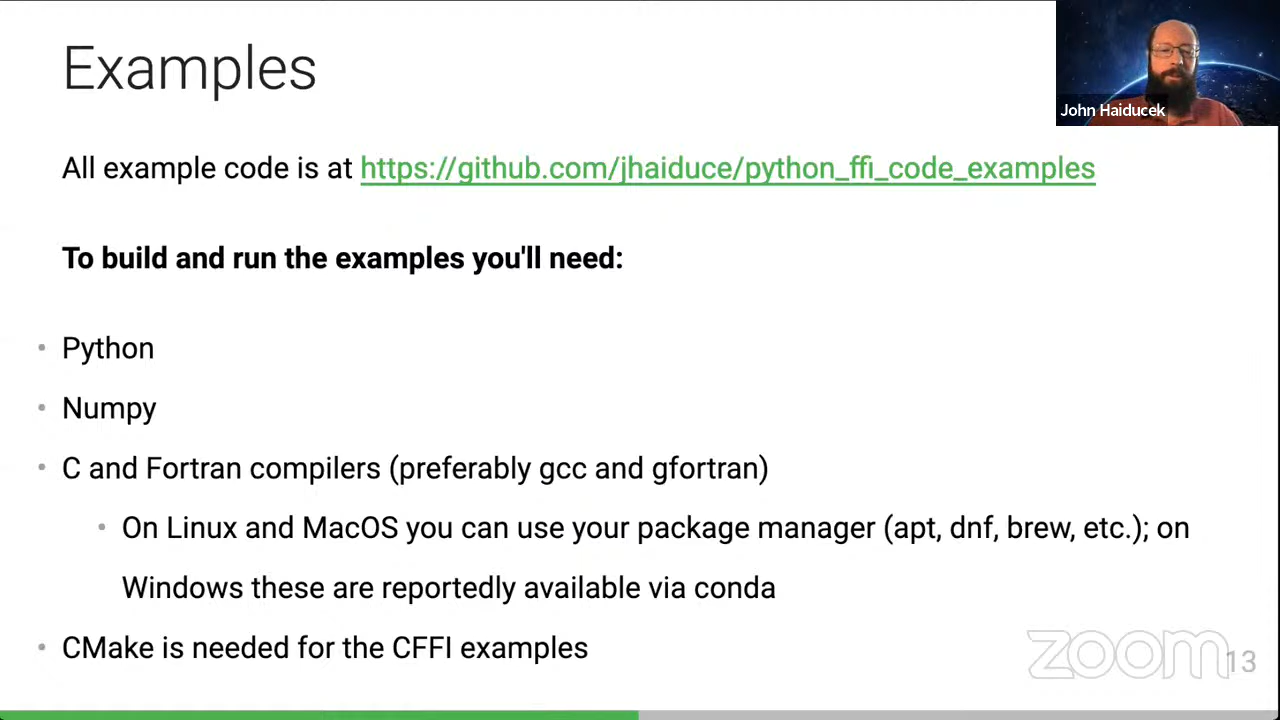 Examples
John Haiducek
All example code is at https://github.com/jhaiduce/python_ffi_code_examples
To build and run the examples you'll need:
• Python
• Numpy
• C and Fortran compilers (preferably gcc and gfortran)
• On Linux and MacOS you can use your package manager (apt, dnf, brew, etc.); on
Windows these are reportedly available via conda
• CMake is needed for the CFFI examples
zoom
13